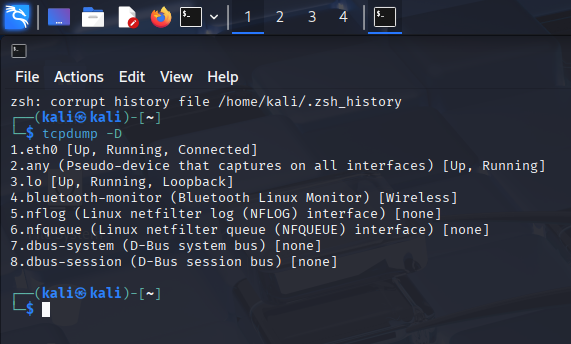 1 2 3 4
File Actions Edit View Help
zsh: corrupt history file /home/kali/.zsh_history
┌──(kali㉿kali)-[~]
└─$ tcpdump -D
1.eth0 [Up, Running, Connected]
2.any (Pseudo-device that captures on all interfaces) [Up, Running]
3.lo [Up, Running, Loopback]
4.bluetooth-monitor (Bluetooth Linux Monitor) [Wireless]
5.nflog (Linux netfilter log (NFLOG) interface) [none]
6.nfqueue (Linux netfilter queue (NFQUEUE) interface) [none]
7.dbus-system (D-Bus system bus) [none]
8.dbus-session (D-Bus session bus) [none]
┌──(kali㉿kali)-[~]
└─$